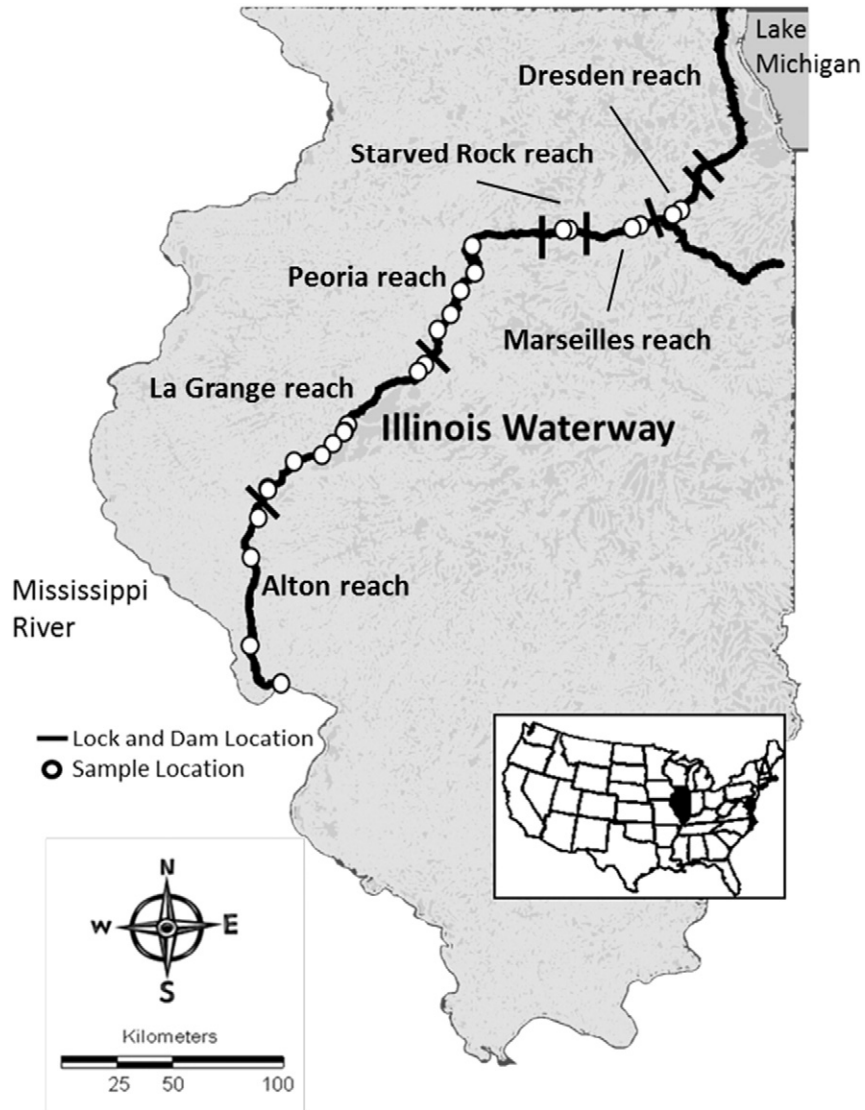 Lake
Michigan
Dresden reach
Starved Rock reach
Peoria reach
Marseilles reach
La Grange reach
Illinois Waterway
Mississippi
River
Alton reach
Lock and Dam Location
Sample Location
N
W
E
S
Kilometers
25
50
100